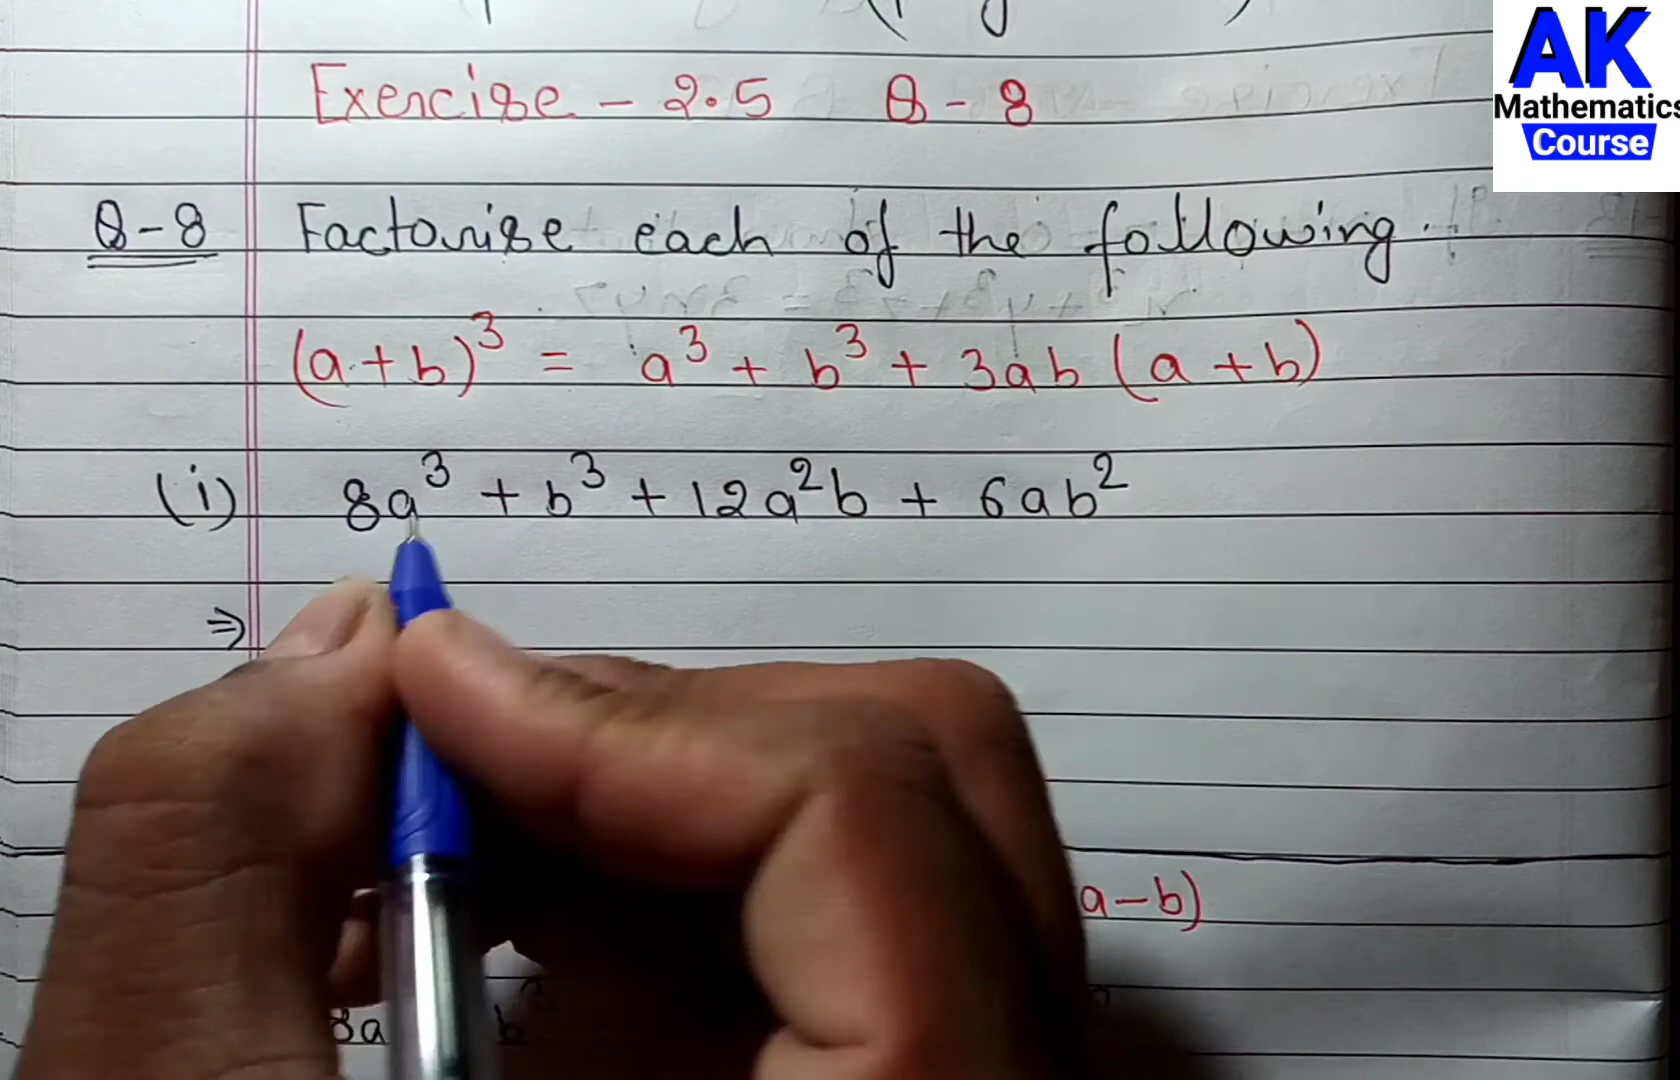 AK
Mathematics
Course
Exercise - 2.5 Q - 8
Q-8 Factorise each of the following.
(a+b)³ = a³ + b³ + 3ab (a+b)
(i) 8a³ + b³ + 12a²b + 6ab²
⇒
a-b)
8a b